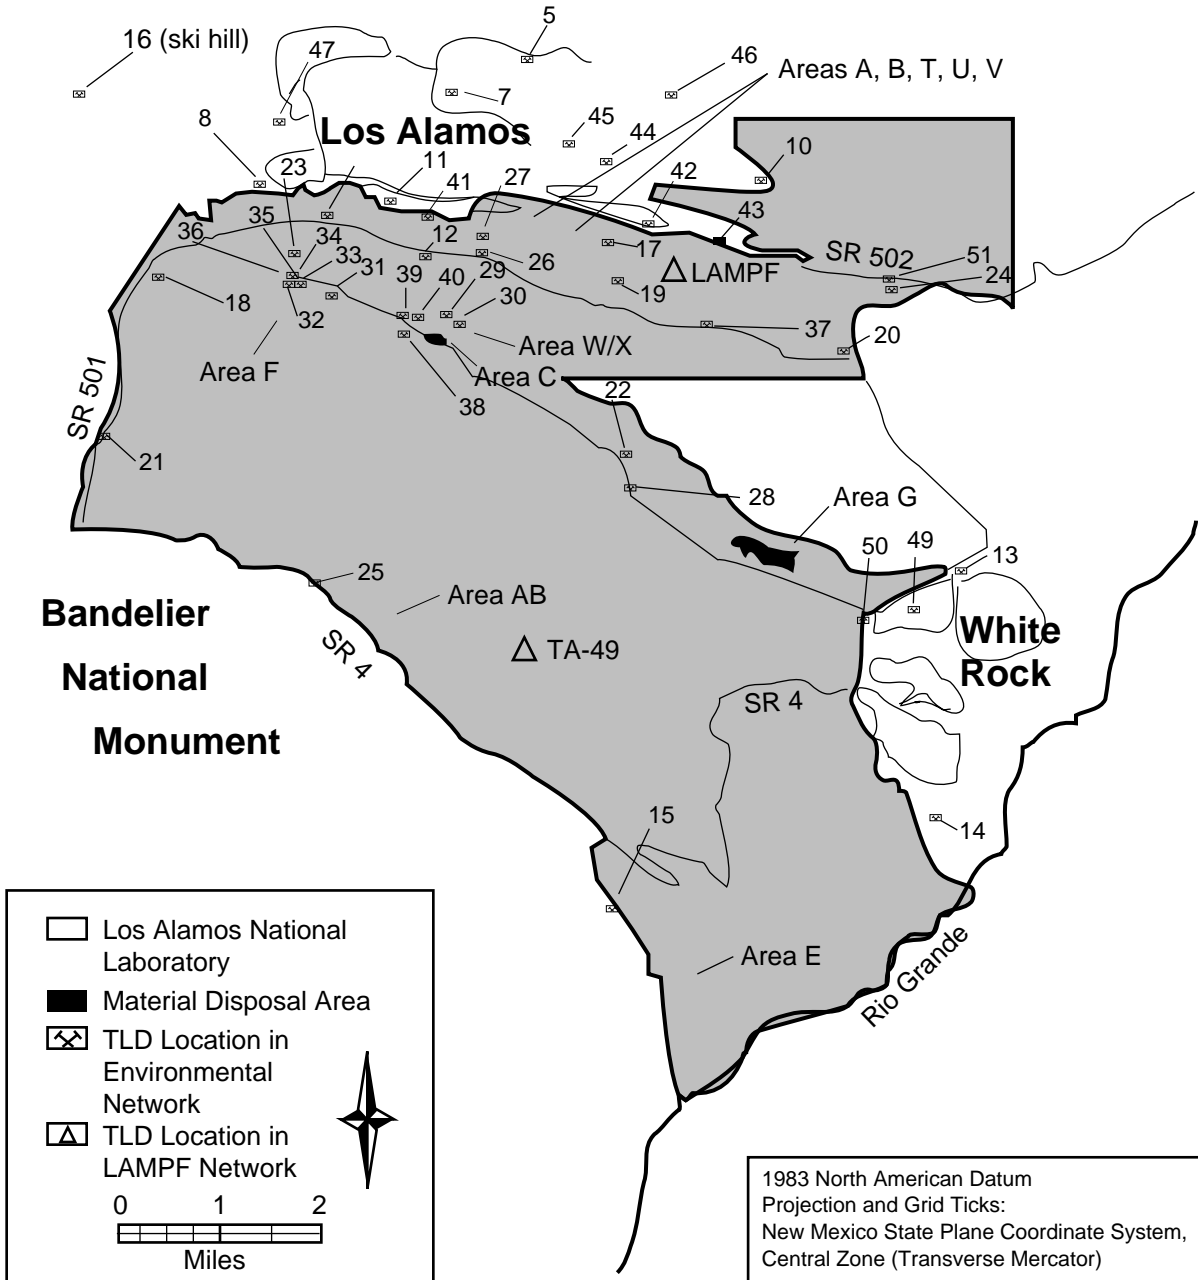 5
16 (ski hill)
47
46
Areas A, B, T, U, V
7
8
Los Alamos
45
44
10
23
11
27
42
41
43
35
36
34
12
33
17
SR 502
51
31
39
40
29
26
LAMPF
24
18
30
19
32
37
20
Area W/X
Area F
Area C
22
38
SR 501
21
28
Area G
50
49
13
25
Area AB
Bandelier
National
Monument
SR 4
TA-49
White
Rock
SR 4
15
14
Area E
Rio Grande
Los Alamos National
Laboratory
Material Disposal Area
TLD Location in
Environmental
Network
TLD Location in
LAMPF Network
0 1 2
Miles
1983 North American Datum
Projection and Grid Ticks:
New Mexico State Plane Coordinate System,
Central Zone (Transverse Mercator)